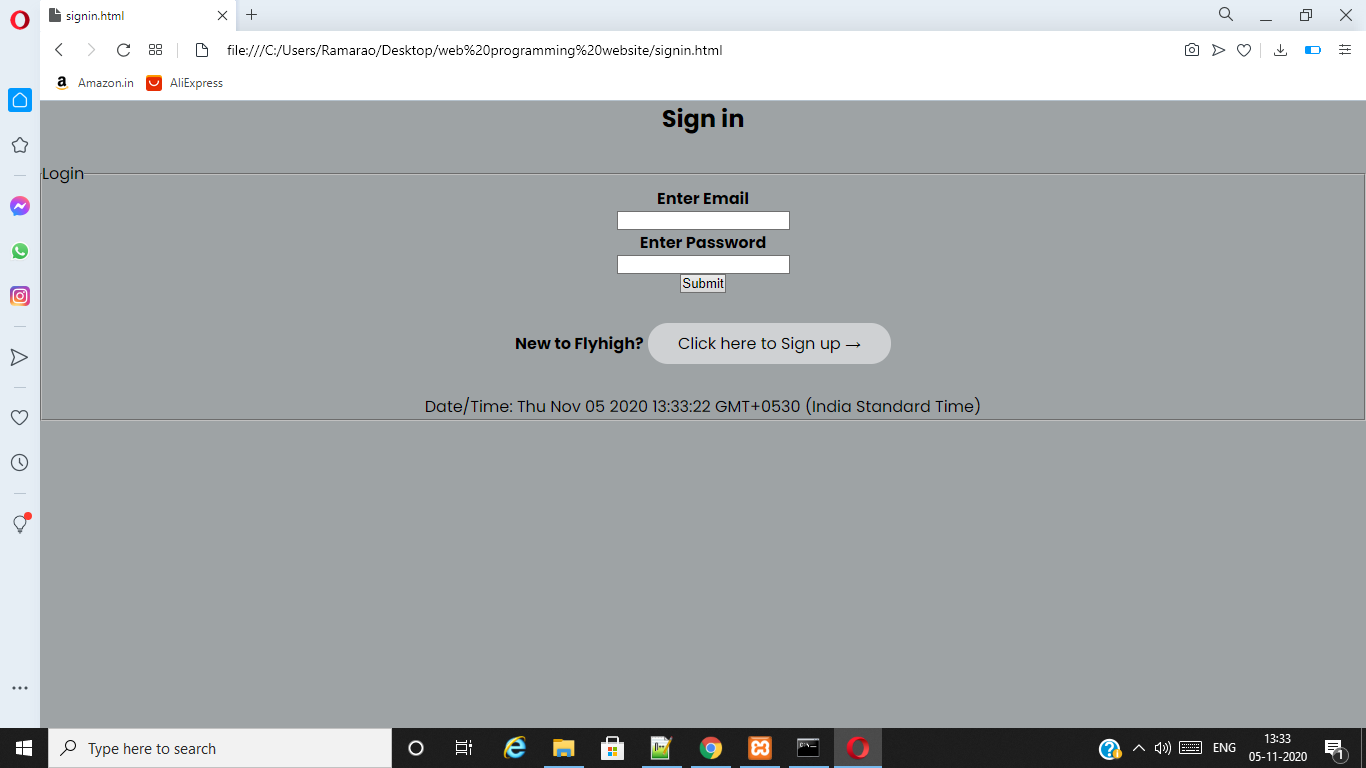 signin.html
file:///C:/Users/Ramarao/Desktop/web%20programming%20website/signin.html
Amazon.in AliExpress
Sign in
Login
Enter Email
Enter Password
Submit
New to Flyhigh? Click here to Sign up →
Date/Time: Thu Nov 05 2020 13:33:22 GMT+0530 (India Standard Time)
Type here to search
ENG
13:33
05-11-2020
1